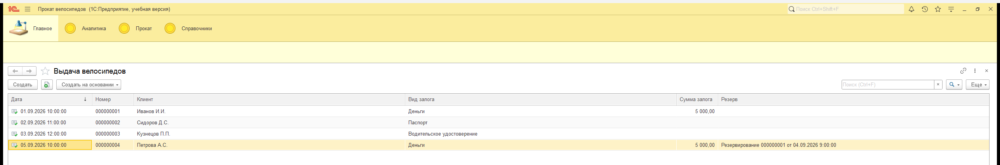 1С Прокат велосипедов (1С:Предприятие, учебная версия) Поиск Ctrl+Shift+F
Главное Аналитика Прокат Справочники
Выдача велосипедов
Создать Создать на основании Поиск (Ctrl+F) × Еще
Дата ↓ Номер Клиент Вид залога Сумма залога Резерв
01.09.2026 10:00:00 000000001 Иванов И.И. Деньги 5 000,00
02.09.2026 11:00:00 000000002 Сидоров Д.С. Паспорт
03.09.2026 12:00:00 000000003 Кузнецов П.П. Водительское удостоверение
05.09.2026 10:00:00 000000004 Петрова А.С. Деньги 5 000,00 Резервирование 000000001 от 04.09.2026 9:00:00